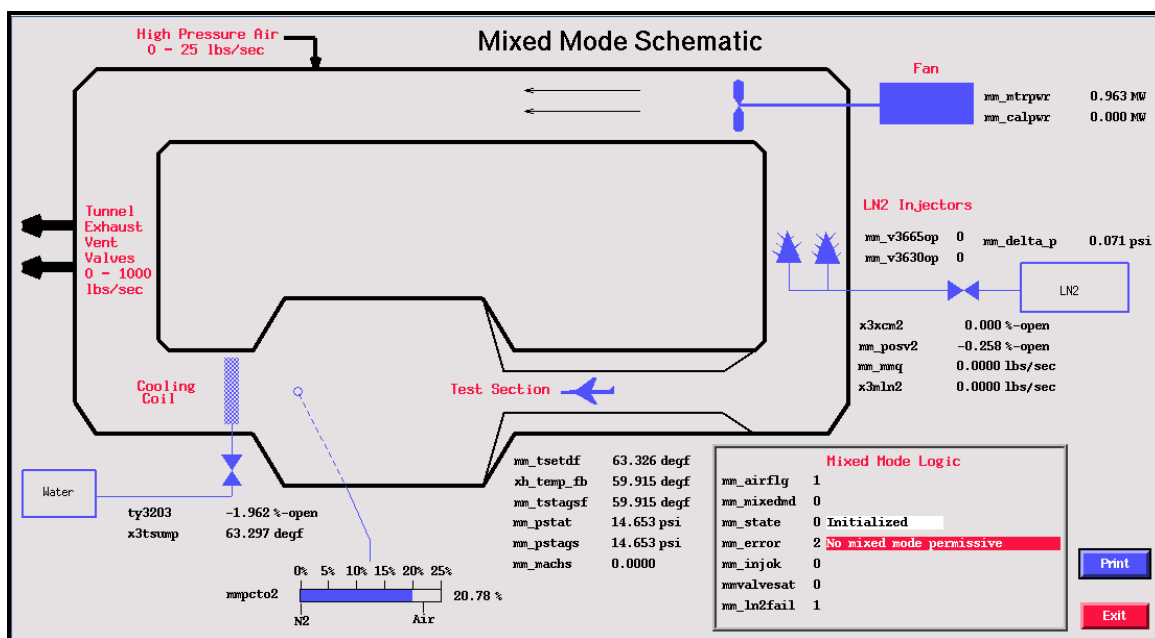 Mixed Mode Schematic
High Pressure Air
0 - 25 lbs/sec
Fan
mm_mtrpwr 0.963 MW
mm_calpwr 0.000 MW
Tunnel
Exhaust
Vent
Valves
0 - 1000
lbs/sec
LN2 Injectors
mm_v3665op 0
mm_v3630op 0
mm_delta_p 0.071 psi
LN2
x3xcm2 0.000 %-open
mm_posv2 -0.258 %-open
mm_mmq 0.0000 lbs/sec
x3mln2 0.0000 lbs/sec
Cooling
Coil
Test Section
Water
ty3203 -1.962 %-open
x3tsump 63.297 degf
mm_tsetdf 63.326 degf
xh_temp_fb 59.915 degf
mm_tstagsf 59.915 degf
mm_pstat 14.653 psi
mm_pstags 14.653 psi
mm_machs 0.0000
0% 5% 10% 15% 20% 25%
mmpcto2 20.78 %
N2 Air
Mixed Mode Logic
mm_airflg 1
mm_mixedmd 0
mm_state 0 Initialized
mm_error 2 No mixed mode permissive
mm_injok 0
mmvalvesat 0
mm_ln2fail 1
Print
Exit